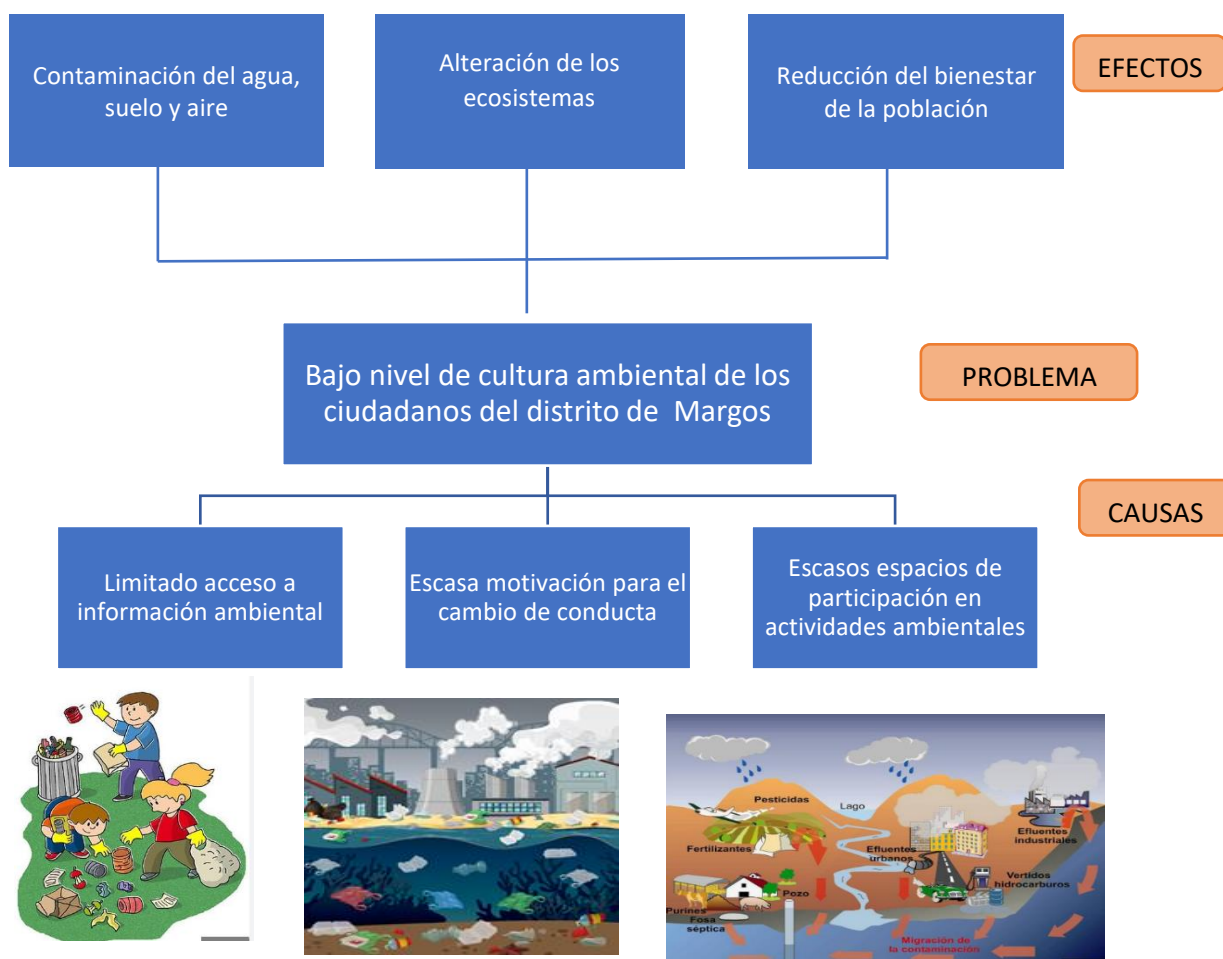 Contaminación del agua,
suelo y aire
Alteración de los
ecosistemas
Reducción del bienestar
de la población
EFECTOS
Bajo nivel de cultura ambiental de los
ciudadanos del distrito de Margos
PROBLEMA
CAUSAS
Limitado acceso a
información ambiental
Escasa motivación para el
cambio de conducta
Escasos espacios de
participación en
actividades ambientales
Pesticidas
Lago
Fertilizantes
Efluentes
urbanos
Efluentes
industriales
Vertidos
hidrocarburos
Pozo
Purines
Fosa
séptica
Migración de
la contaminación